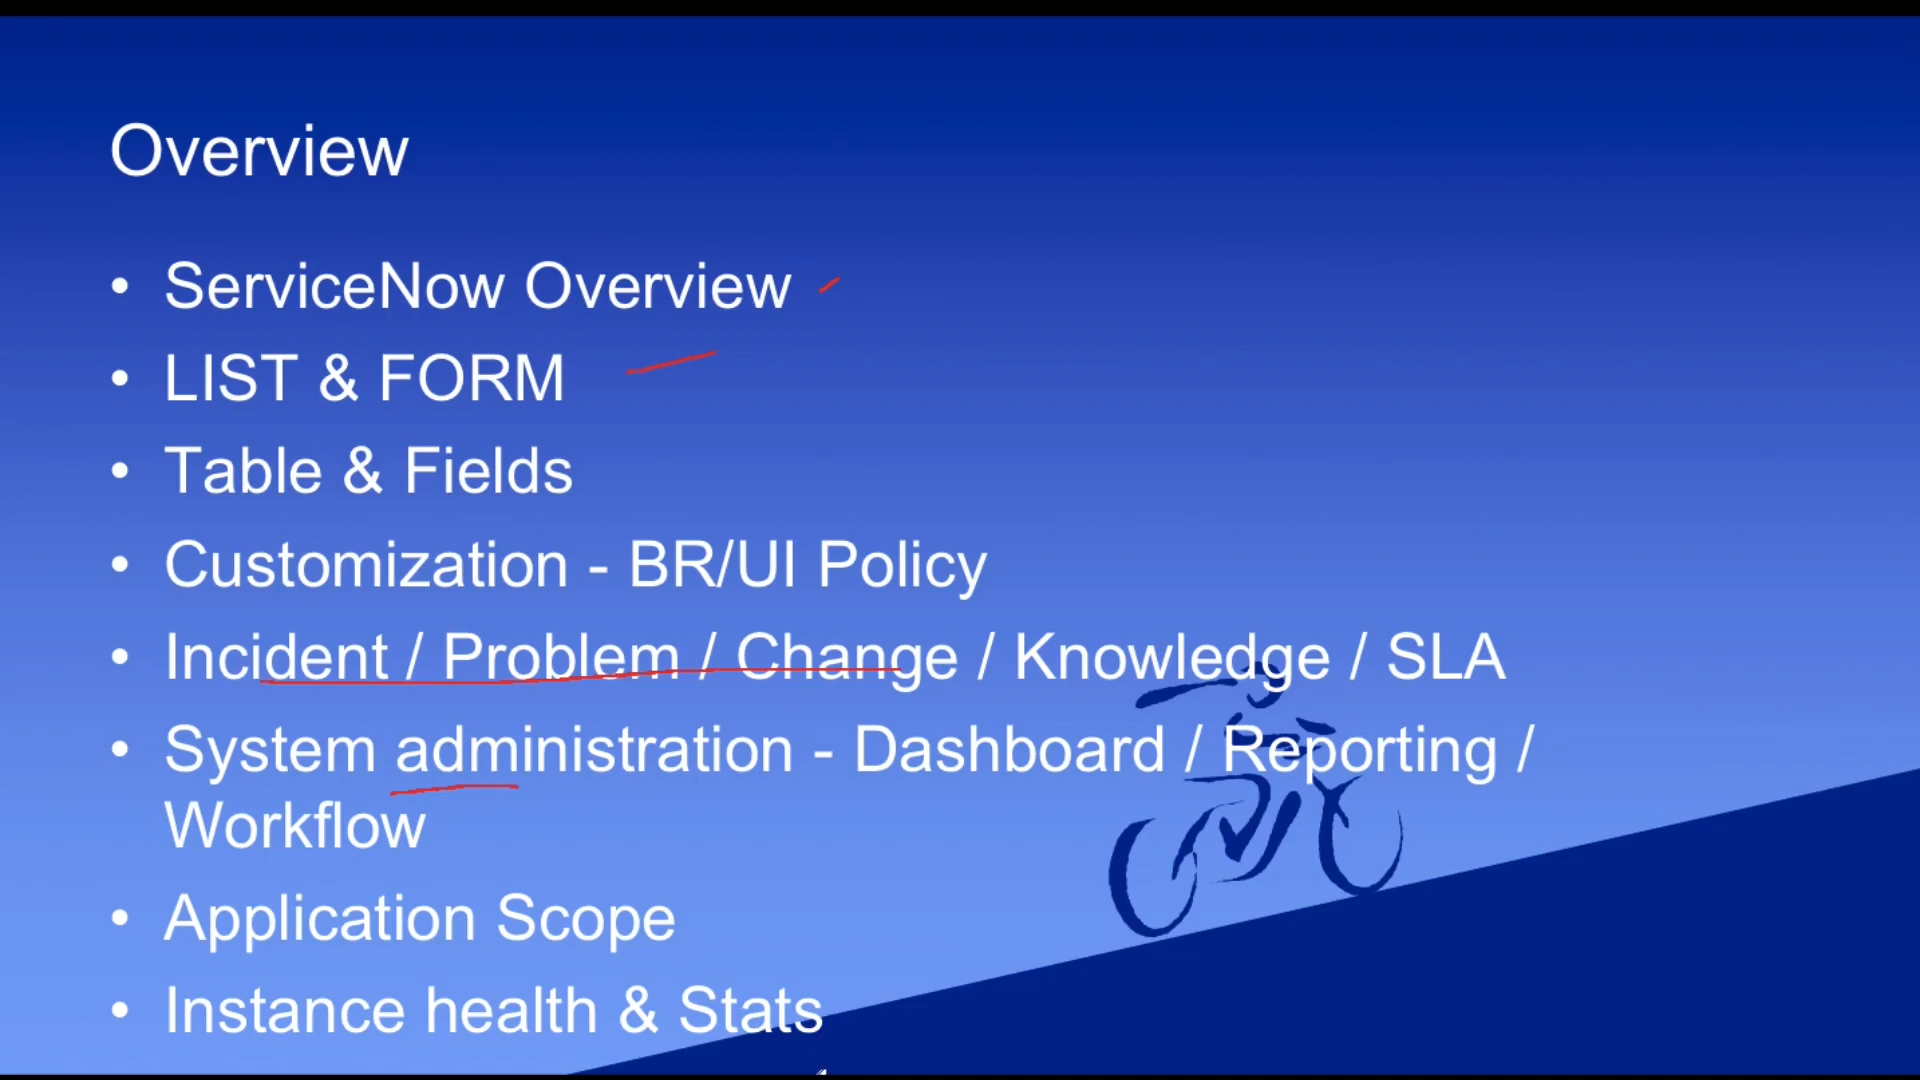 Overview
• ServiceNow Overview
• LIST & FORM
• Table & Fields
• Customization - BR/UI Policy
• Incident / Problem / Change / Knowledge / SLA
• System administration - Dashboard / Reporting /
Workflow
• Application Scope
• Instance health & Stats